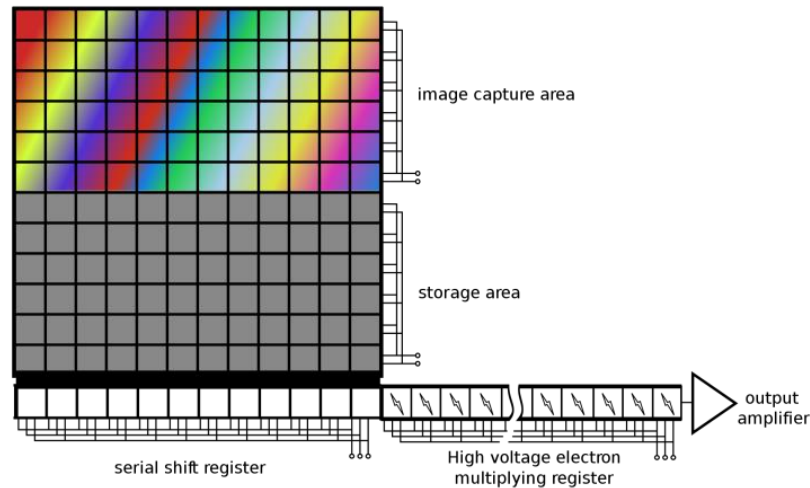 image capture area
storage area
output
amplifier
serial shift register
High voltage electron
multiplying register